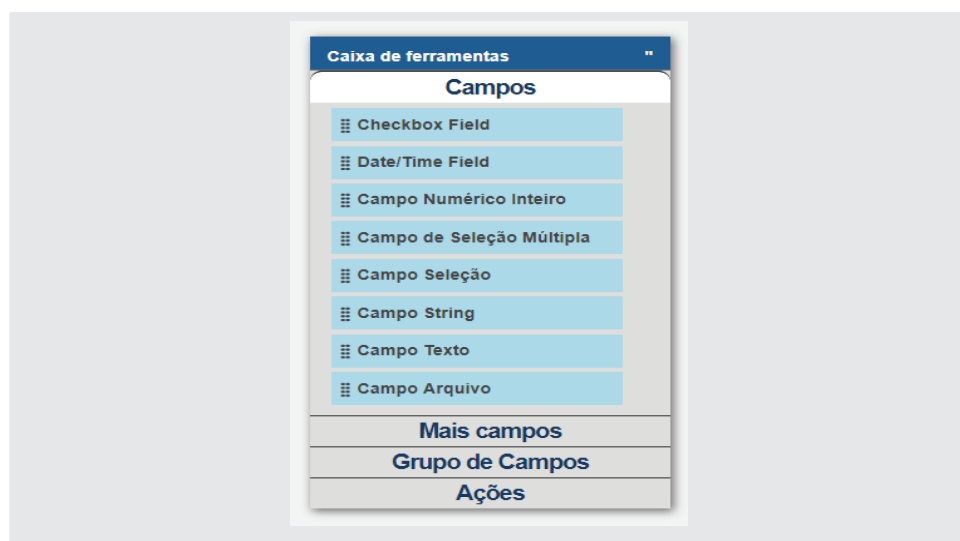 Caixa de ferramentas "
Campos
Checkbox Field
Date/Time Field
Campo Numérico Inteiro
Campo de Seleção Múltipla
Campo Seleção
Campo String
Campo Texto
Campo Arquivo
Mais campos
Grupo de Campos
Ações